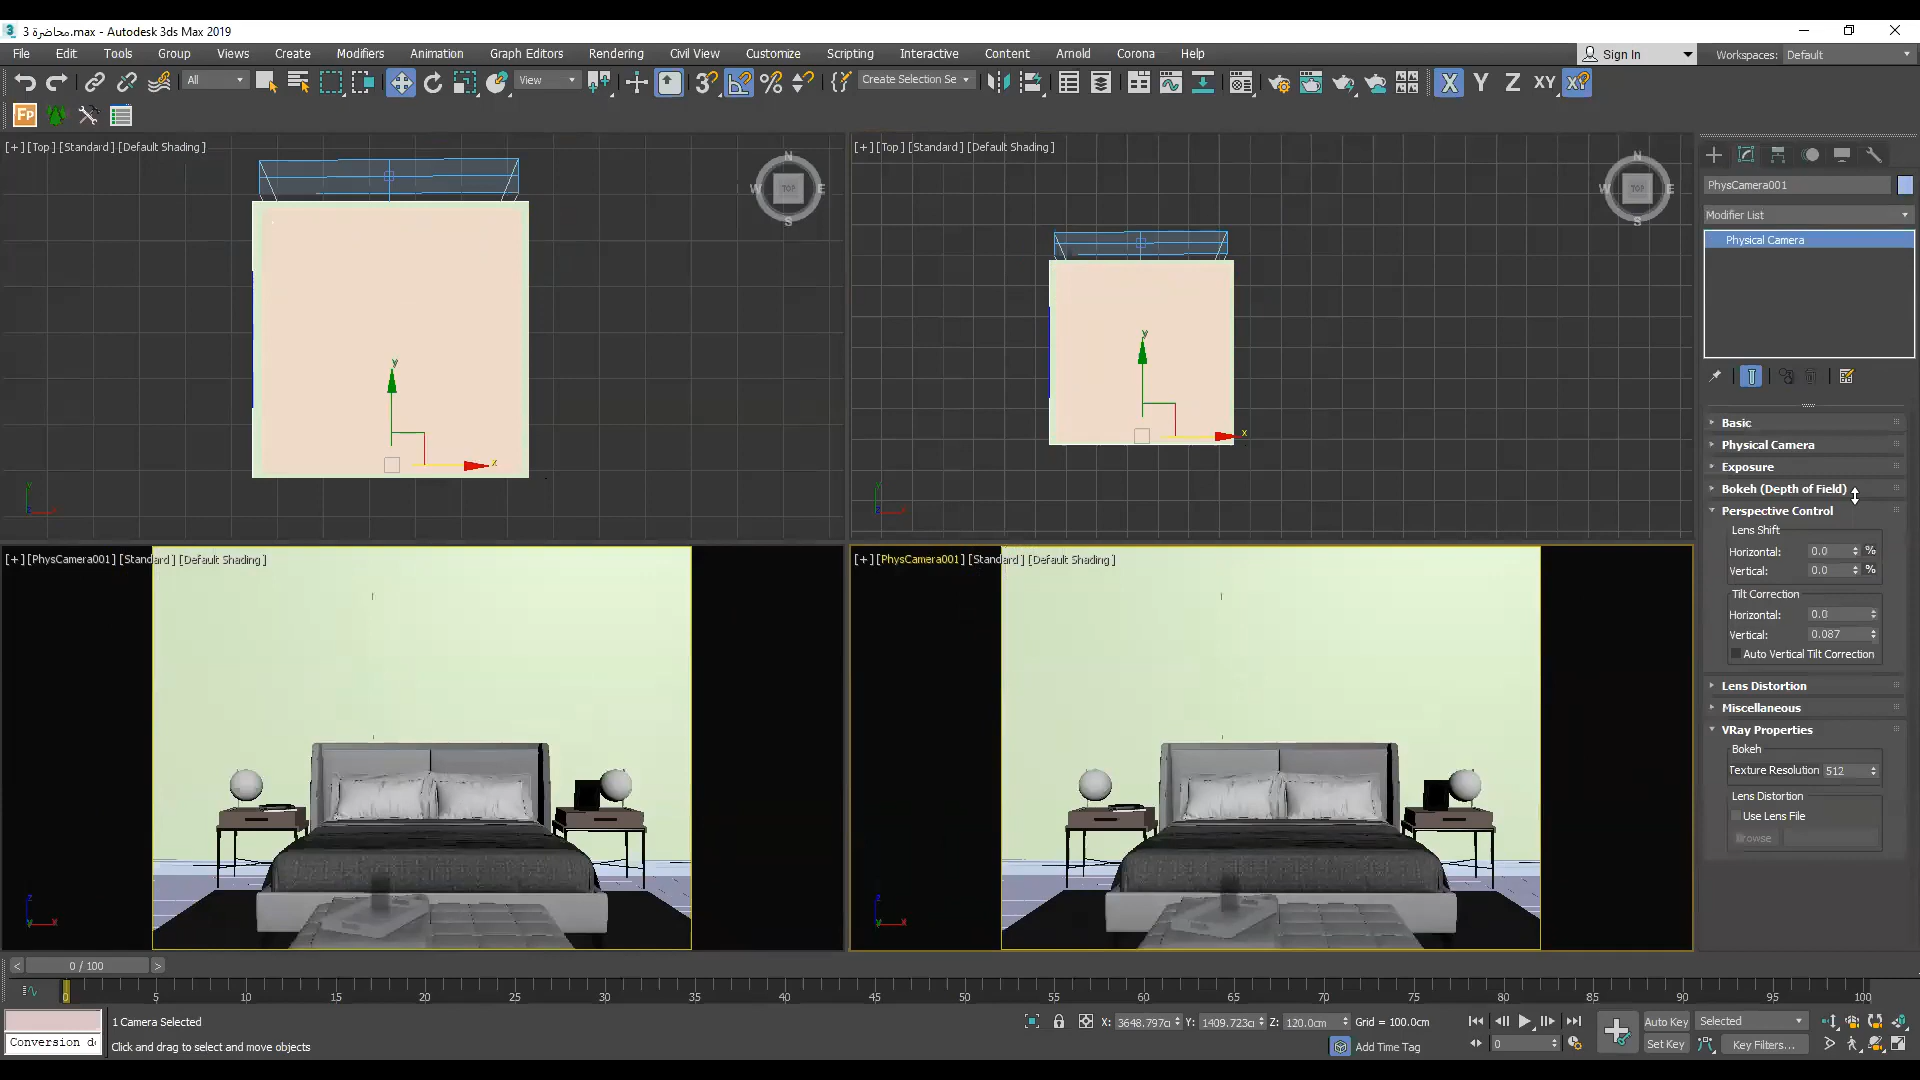 3 محاضرة.max - Autodesk 3ds Max 2019
File Edit Tools Group Views Create Modifiers Animation Graph Editors Rendering Civil View Customize Scripting Interactive Content Arnold Corona Help
Sign In Workspaces: Default
All View Create Selection Se X Y Z XY XY
Fp
[+] [Top] [Standard] [Default Shading]
[+] [Top] [Standard] [Default Shading]
N W TOP E S
N W TOP E S
y x
y x
PhysCamera001
Modifier List
Physical Camera
Basic
Physical Camera
Exposure
Bokeh (Depth of Field)
Perspective Control
Lens Shift
Horizontal: 0.0 %
Vertical: 0.0 %
Tilt Correction
Horizontal: 0.0
Vertical: 0.087
Auto Vertical Tilt Correction
Lens Distortion
Miscellaneous
VRay Properties
Bokeh
Texture Resolution 512
Lens Distortion
Use Lens File
Browse
[+] [PhysCamera001] [Standard] [Default Shading]
[+] [PhysCamera001] [Standard] [Default Shading]
< 0 / 100 >
0 5 10 15 20 25 30 35 40 45 50 55 60 65 70 75 80 85 90 95 100
1 Camera Selected
X: 3648.797c Y: 1409.723c Z: 120.0cm Grid = 100.0cm
Auto Key Selected
Conversion de
Click and drag to select and move objects
Add Time Tag
0
Set Key Key Filters...